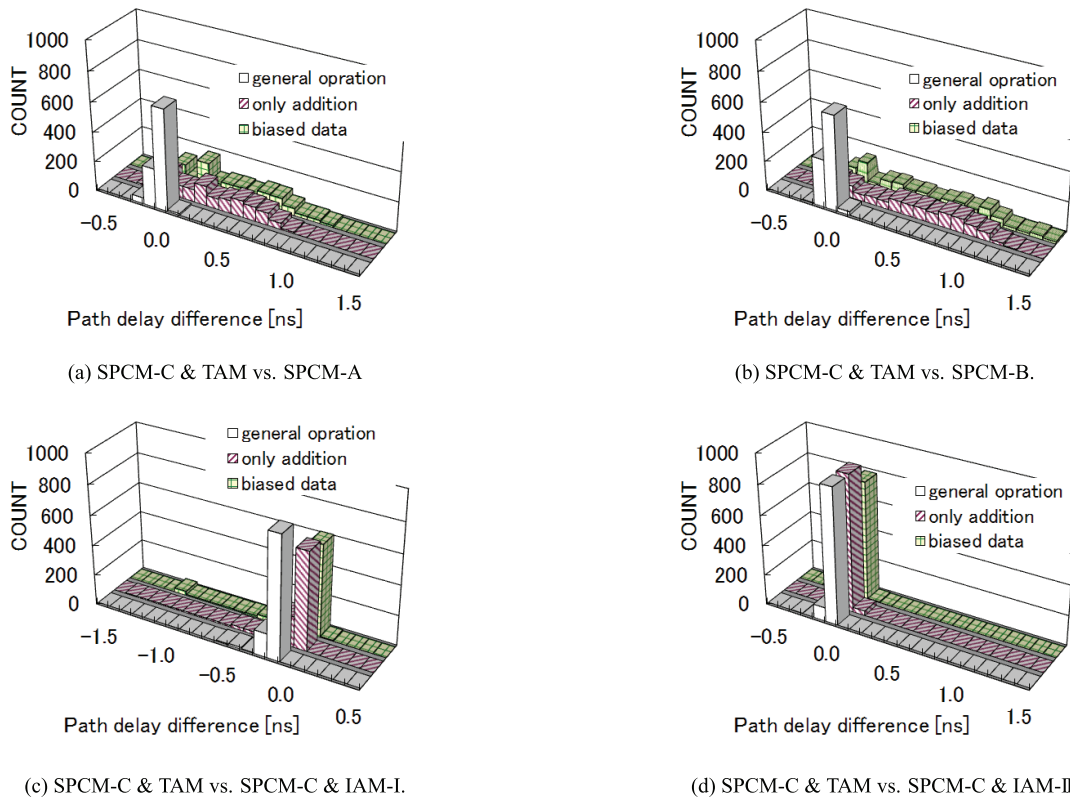 1000
800
600
400
200
0
COUNT
general opration
only addition
biased data
-0.5
0.0
0.5
1.0
1.5
Path delay difference [ns]
(a) SPCM-C & TAM vs. SPCM-A
1000
800
600
400
200
0
COUNT
general opration
only addition
biased data
-0.5
0.0
0.5
1.0
1.5
Path delay difference [ns]
(b) SPCM-C & TAM vs. SPCM-B.
1000
800
600
400
200
0
COUNT
general opration
only addition
biased data
-1.5
-1.0
-0.5
0.0
0.5
Path delay difference [ns]
(c) SPCM-C & TAM vs. SPCM-C & IAM-I.
1000
800
600
400
200
0
COUNT
general opration
only addition
biased data
-0.5
0.0
0.5
1.0
1.5
Path delay difference [ns]
(d) SPCM-C & TAM vs. SPCM-C & IAM-II